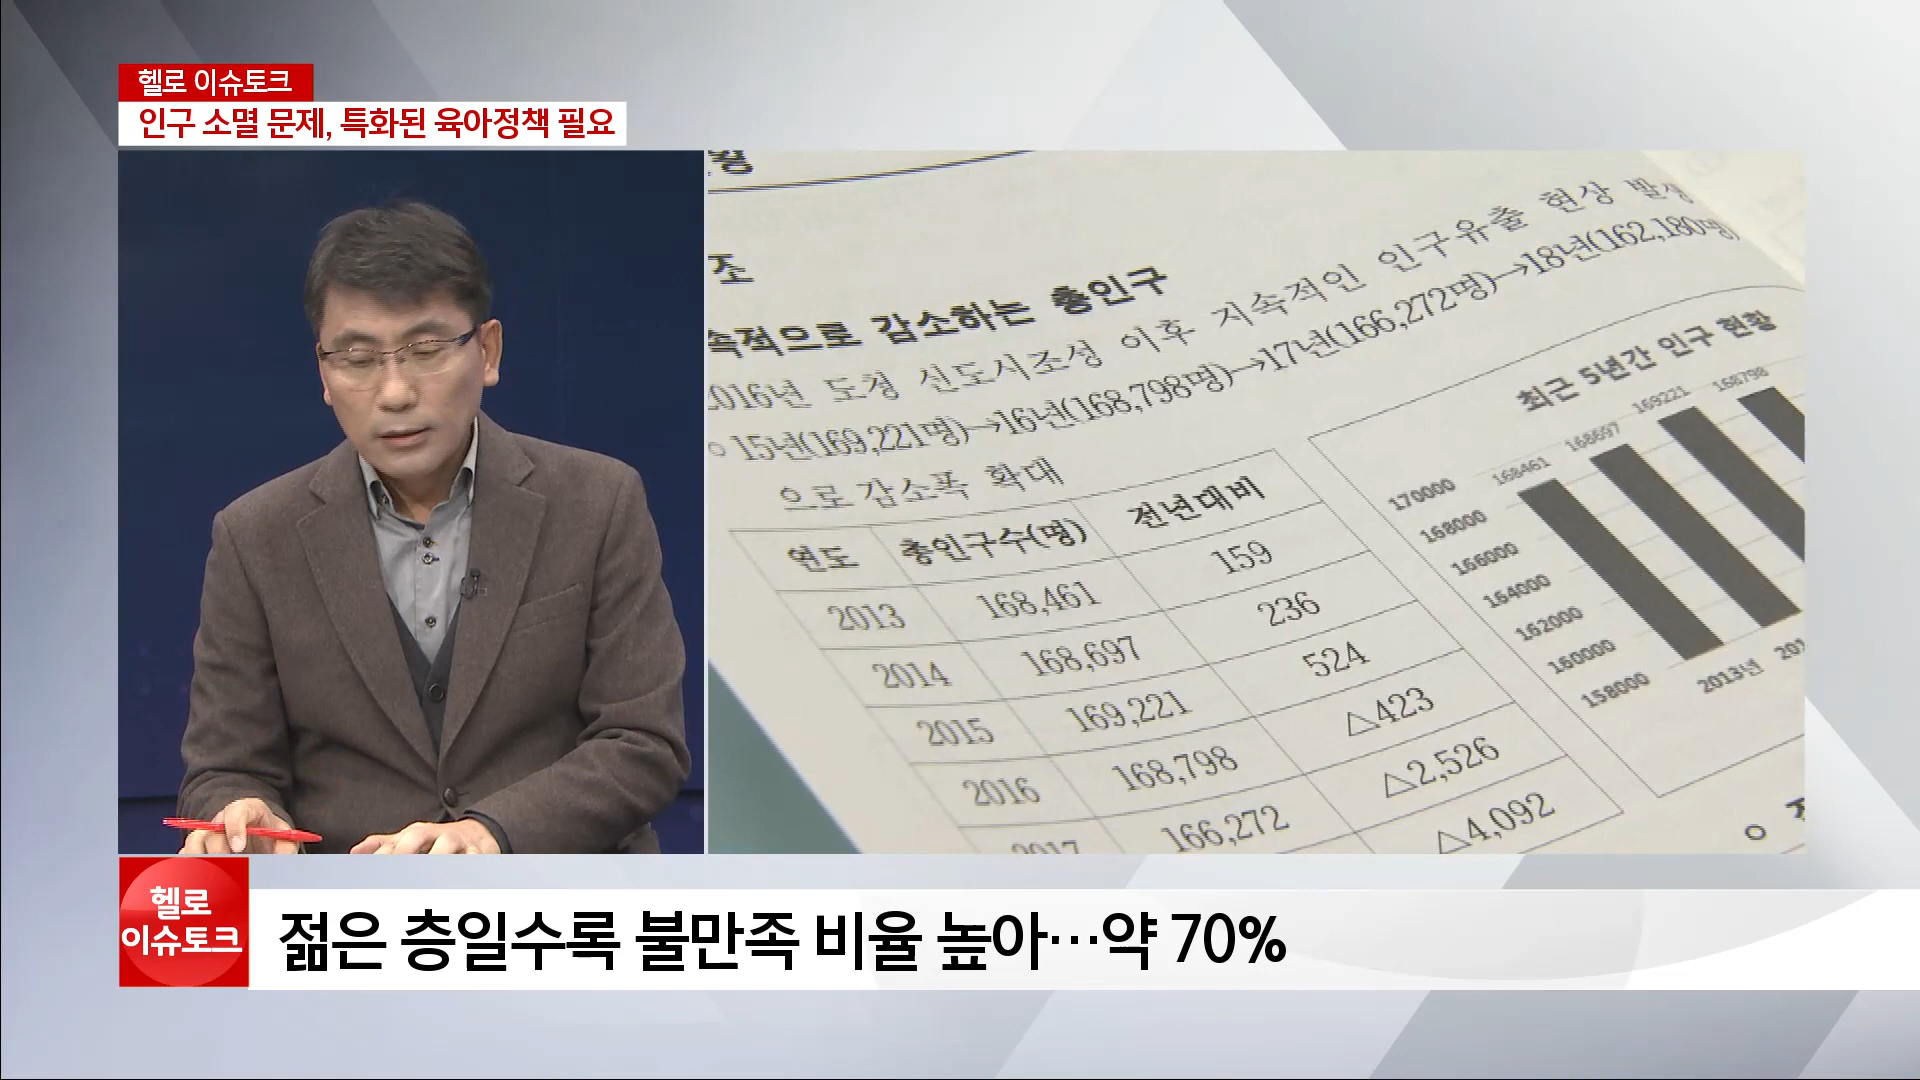 헬로 이슈토크
인구 소멸 문제, 특화된 육아정책 필요
황
조
속적으로 감소하는 총인구
2016년 도청 신도시조성 이후 지속적인 인구유출 현상 발생
○ 15년(169,221명)→16년(168,798명)→17년(166,272명)→18년(162,180명)
으로 감소폭 확대
연도 총인구수(명) 전년대비
2013 168,461 159
2014 168,697 236
2015 169,221 524
2016 168,798 △423
2017 166,272 △2,526
△4,092
최근 5년간 인구 현황
168461 168697 169221 168798
170000
168000
166000
164000
162000
160000
158000
2013년 201
○
헬로
이슈토크
젊은 층일수록 불만족 비율 높아…약 70%